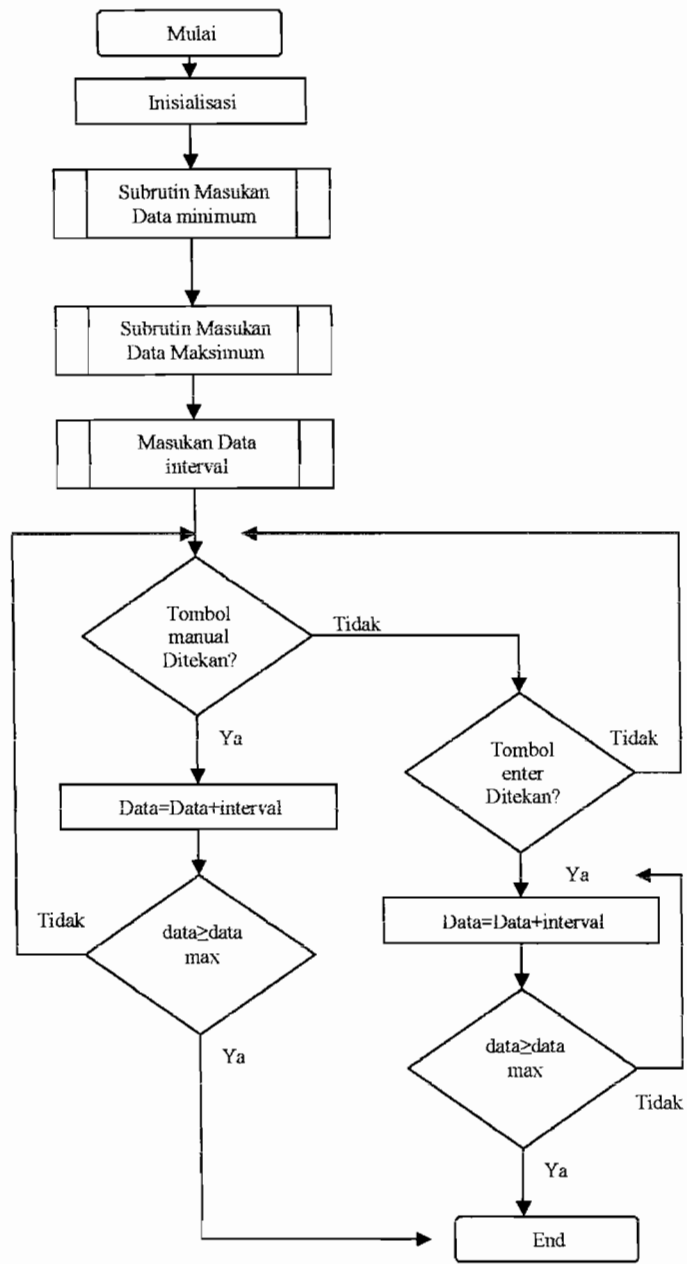 Mulai
Inisialisasi
Subrutin Masukan
Data minimum
Subrutin Masukan
Data Maksimum
Masukan Data
interval
Tombol
manual
Ditekan?
Tidak
Ya
Tombol
enter
Ditekan?
Tidak
Data=Data+interval
Ya
Data=Data+interval
Tidak
data≥data
max
Ya
data≥data
max
Tidak
Ya
End